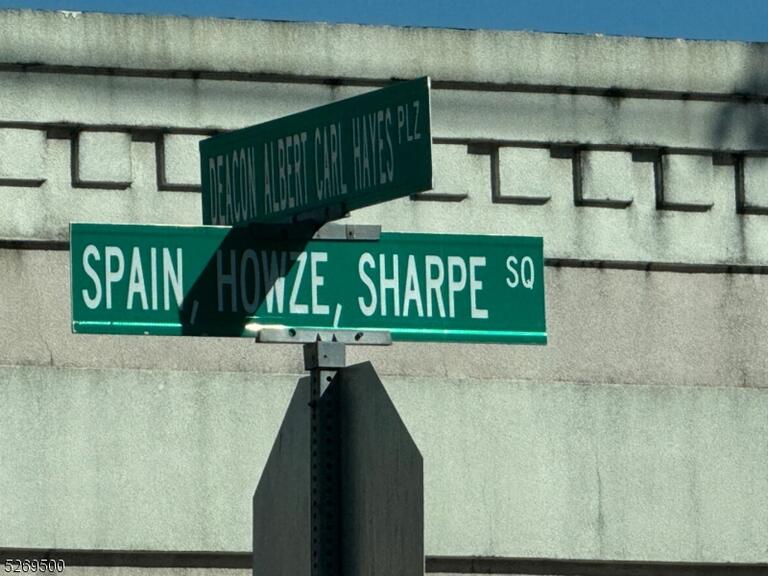 DEACON ALBERT CARL HAYES PLZ
SPAIN, HOWZE, SHARPE SQ
5269500